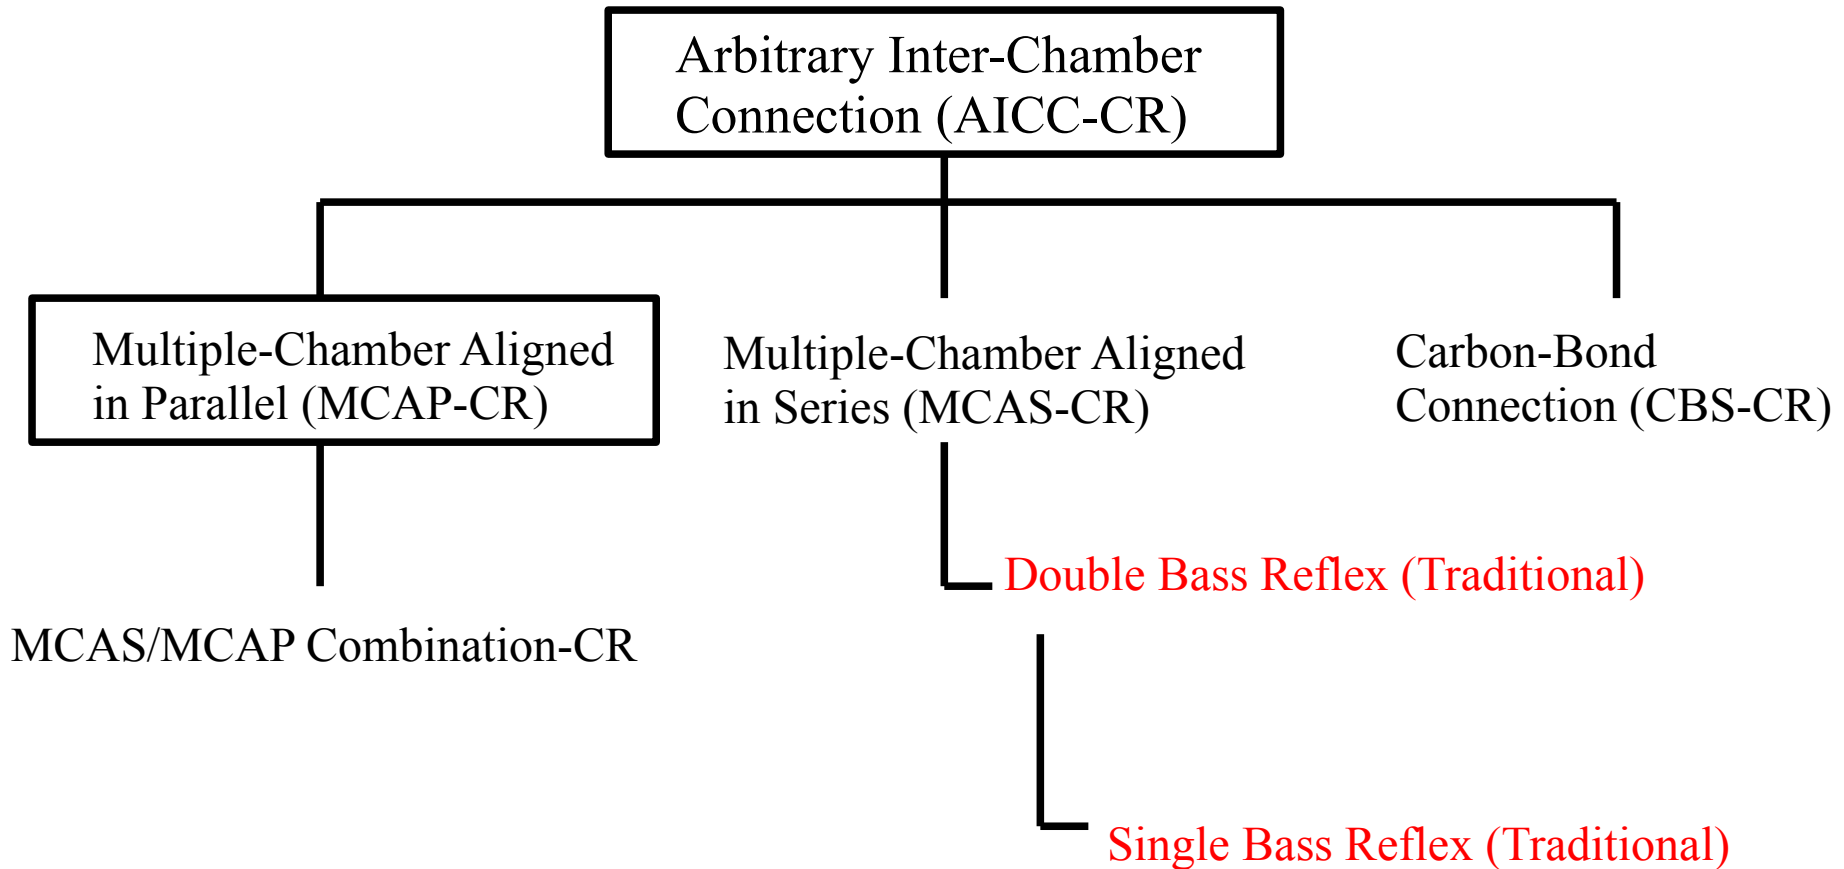 Arbitrary Inter-Chamber
Connection (AICC-CR)
Multiple-Chamber Aligned
in Parallel (MCAP-CR)
Multiple-Chamber Aligned
in Series (MCAS-CR)
Carbon-Bond
Connection (CBS-CR)
Double Bass Reflex (Traditional)
MCAS/MCAP Combination-CR
Single Bass Reflex (Traditional)